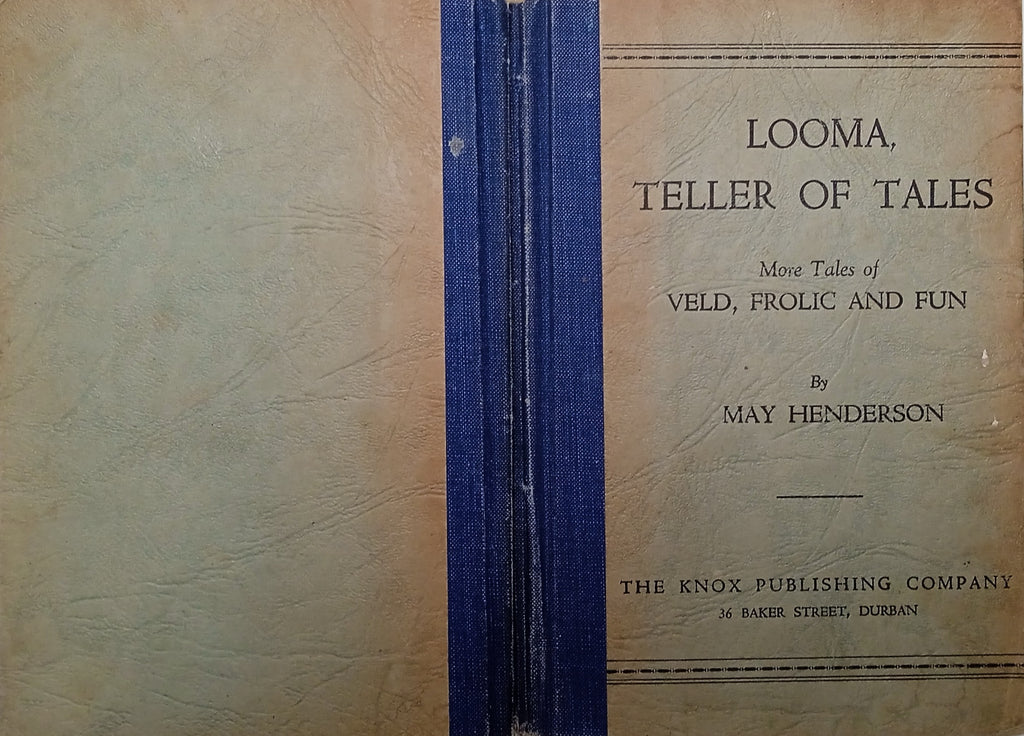 LOOMA,
TELLER OF TALES
More Tales of
VELD, FROLIC AND FUN
By
MAY HENDERSON
THE KNOX PUBLISHING COMPANY
36 BAKER STREET, DURBAN